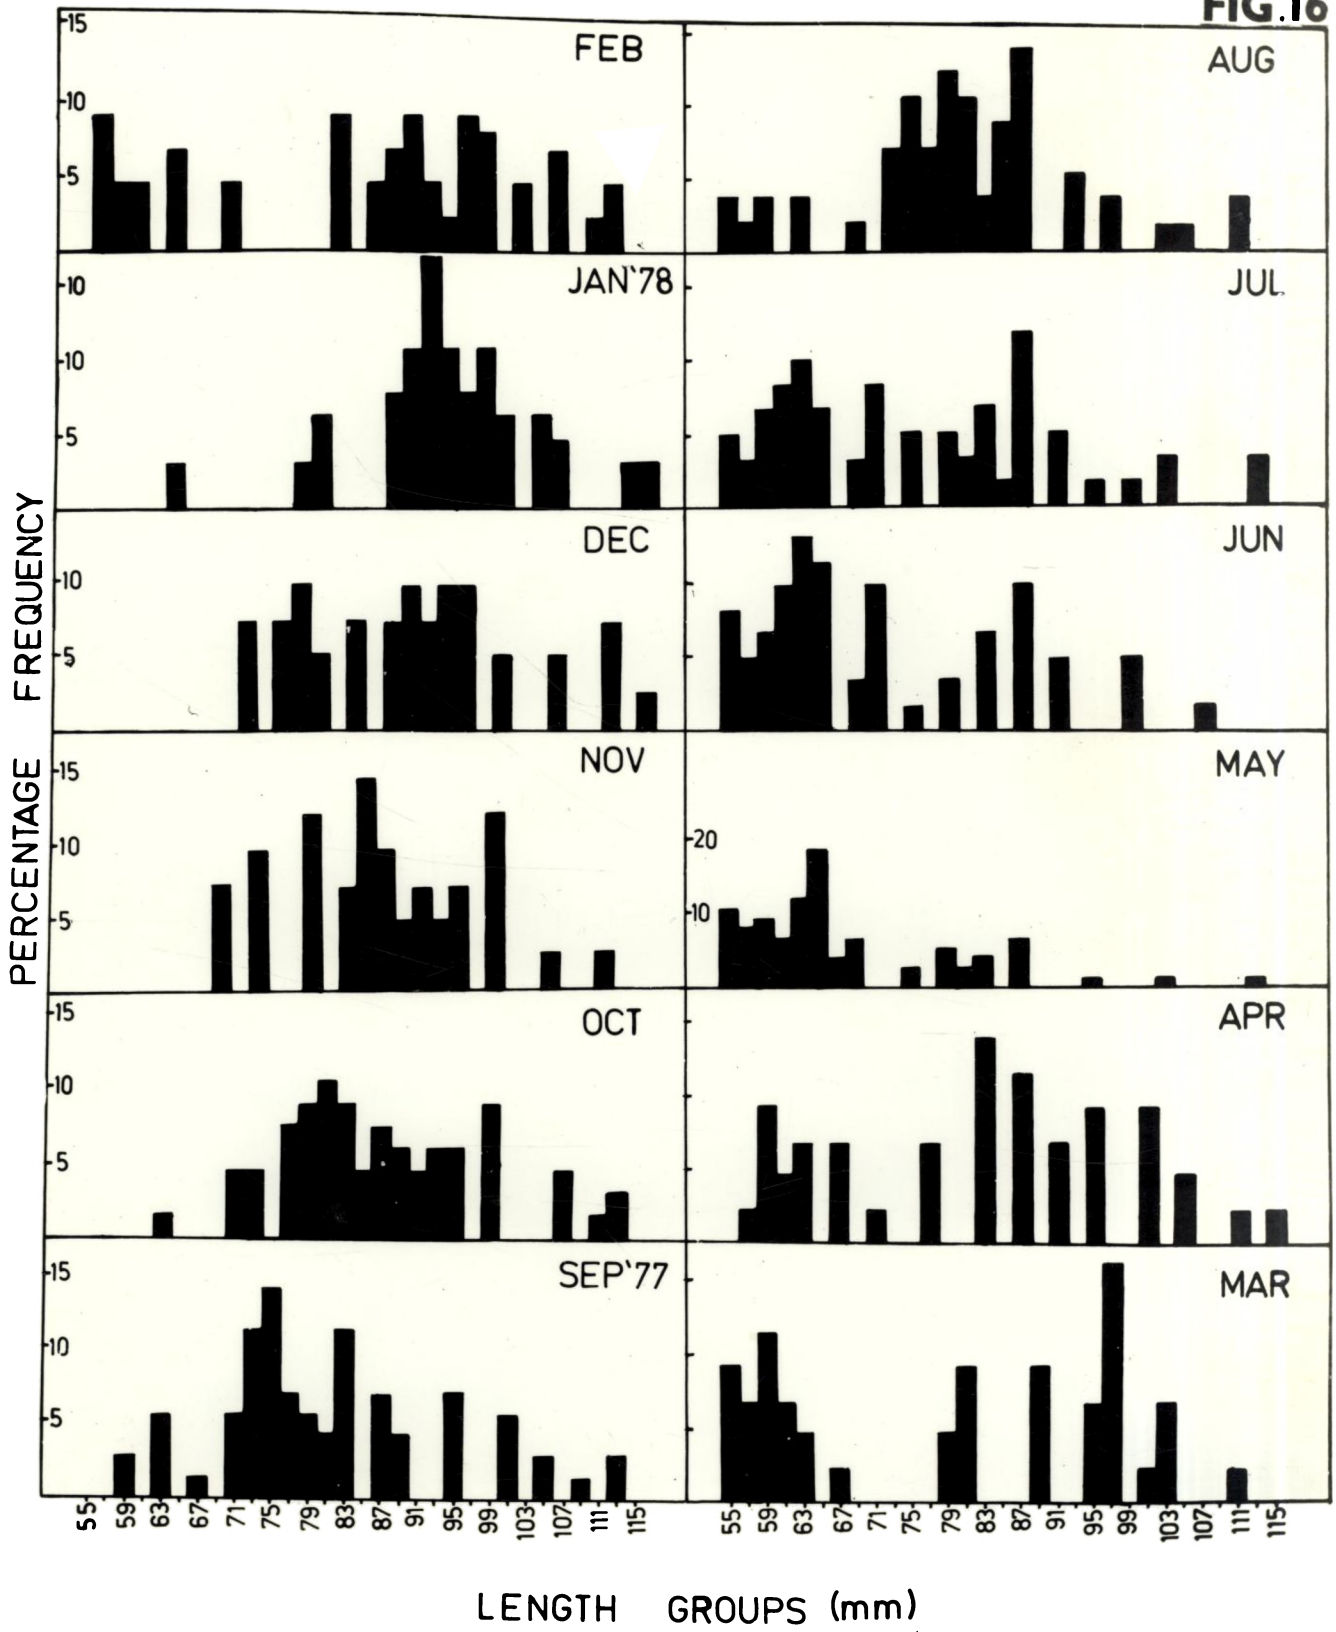 FIG.16
15
10
5
FEB
AUG
10
10
5
JAN'78
JUL
10
5
DEC
JUN
15
10
5
NOV
20
10
MAY
15
10
5
OCT
APR
15
10
5
SEP'77
MAR
PERCENTAGE FREQUENCY
55 59 63 67 71 75 79 83 87 91 95 99 103 107 111 115
55 59 63 67 71 75 79 83 87 91 95 99 103 107 111 115
LENGTH GROUPS (mm)